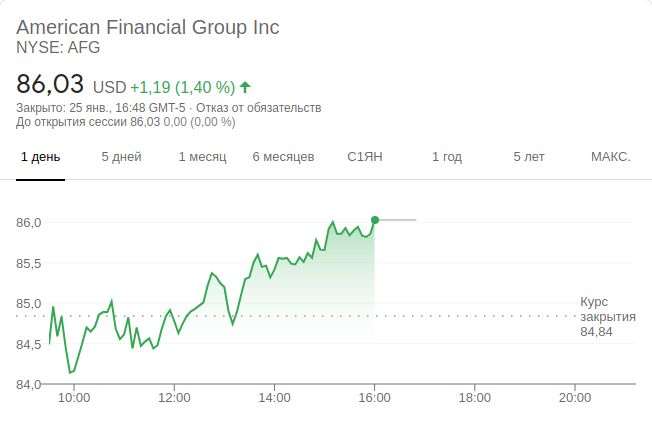 American Financial Group Inc
NYSE: AFG
86,03 USD +1,19 (1,40 %)
Закрыто: 25 янв., 16:48 GMT-5 · Отказ от обязательств
До открытия сессии 86,03 0,00 (0,00 %)
1 день 5 дней 1 месяц 6 месяцев С1ЯН 1 год 5 лет МАКС.
86,0
85,5
85,0
84,5
84,0
Курс
закрытия
84,84
10:00 12:00 14:00 16:00 18:00 20:00